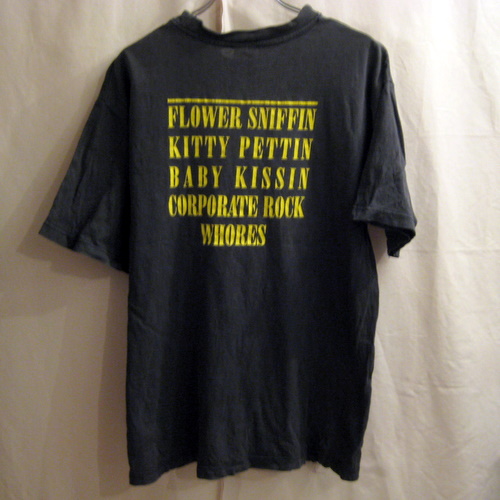 FLOWER SNIFFIN
KITTY PETTIN
BABY KISSIN
CORPORATE ROCK
WHORES